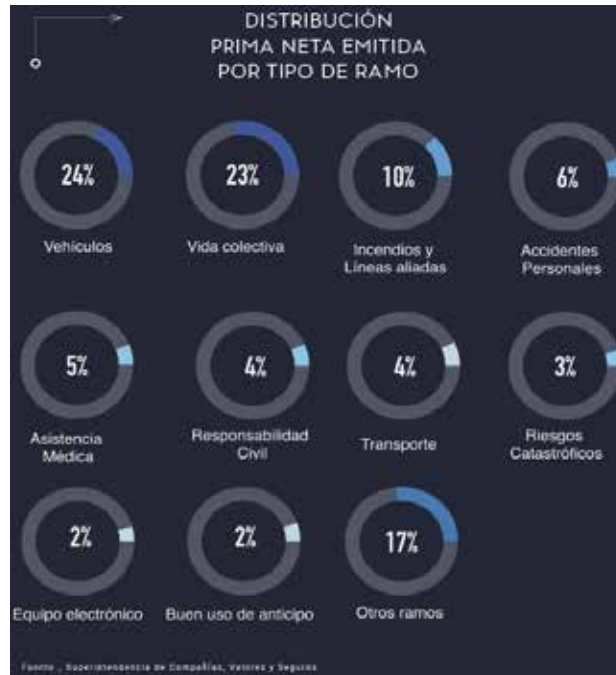 DISTRIBUCIÓN
PRIMA NETA EMITIDA
POR TIPO DE RAMO
24%
23%
10%
6%
Vehículos
Vida colectiva
Incendios y
Líneas aliadas
Accidentes
Personales
5%
4%
4%
3%
Asistencia
Médica
Responsabilidad
Civil
Transporte
Riesgos
Catastróficos
2%
2%
17%
Equipo electrónico
Buen uso de anticipo
Otros ramos
Fuente . Superintendencia de Compañías, Valores y Seguros